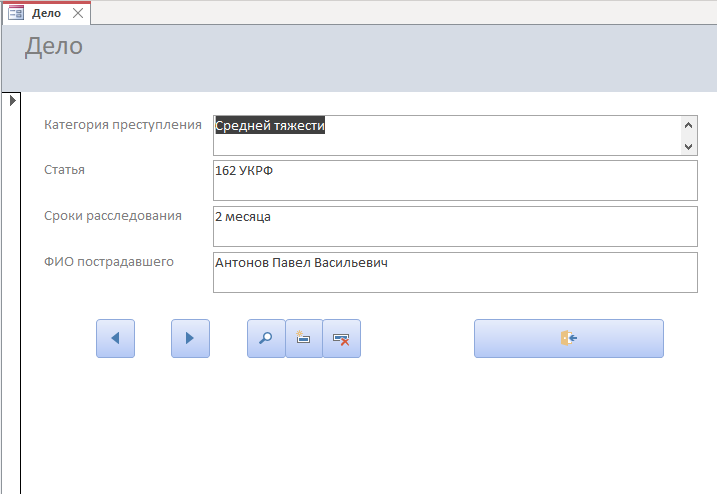 Дело
Дело
Категория преступления
Средней тяжести
Статья
162 УКРФ
Сроки расследования
2 месяца
ФИО пострадавшего
Антонов Павел Васильевич